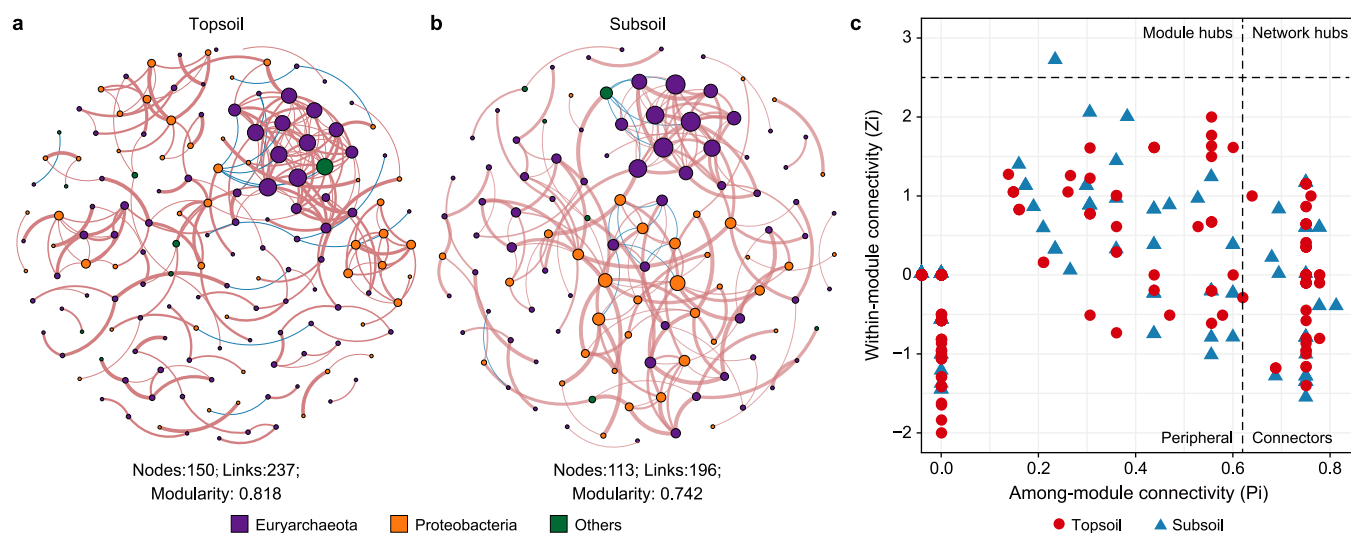 a
Topsoil
Nodes:150; Links:237;
Modularity: 0.818
b
Subsoil
Nodes:113; Links:196;
Modularity: 0.742
Euryarchaeota
Proteobacteria
Others
c
Module hubs
Network hubs
Peripheral
Connectors
Within-module connectivity (Zi)
3
2
1
0
−1
−2
0.0
0.2
0.4
0.6
0.8
Among-module connectivity (Pi)
Topsoil
Subsoil